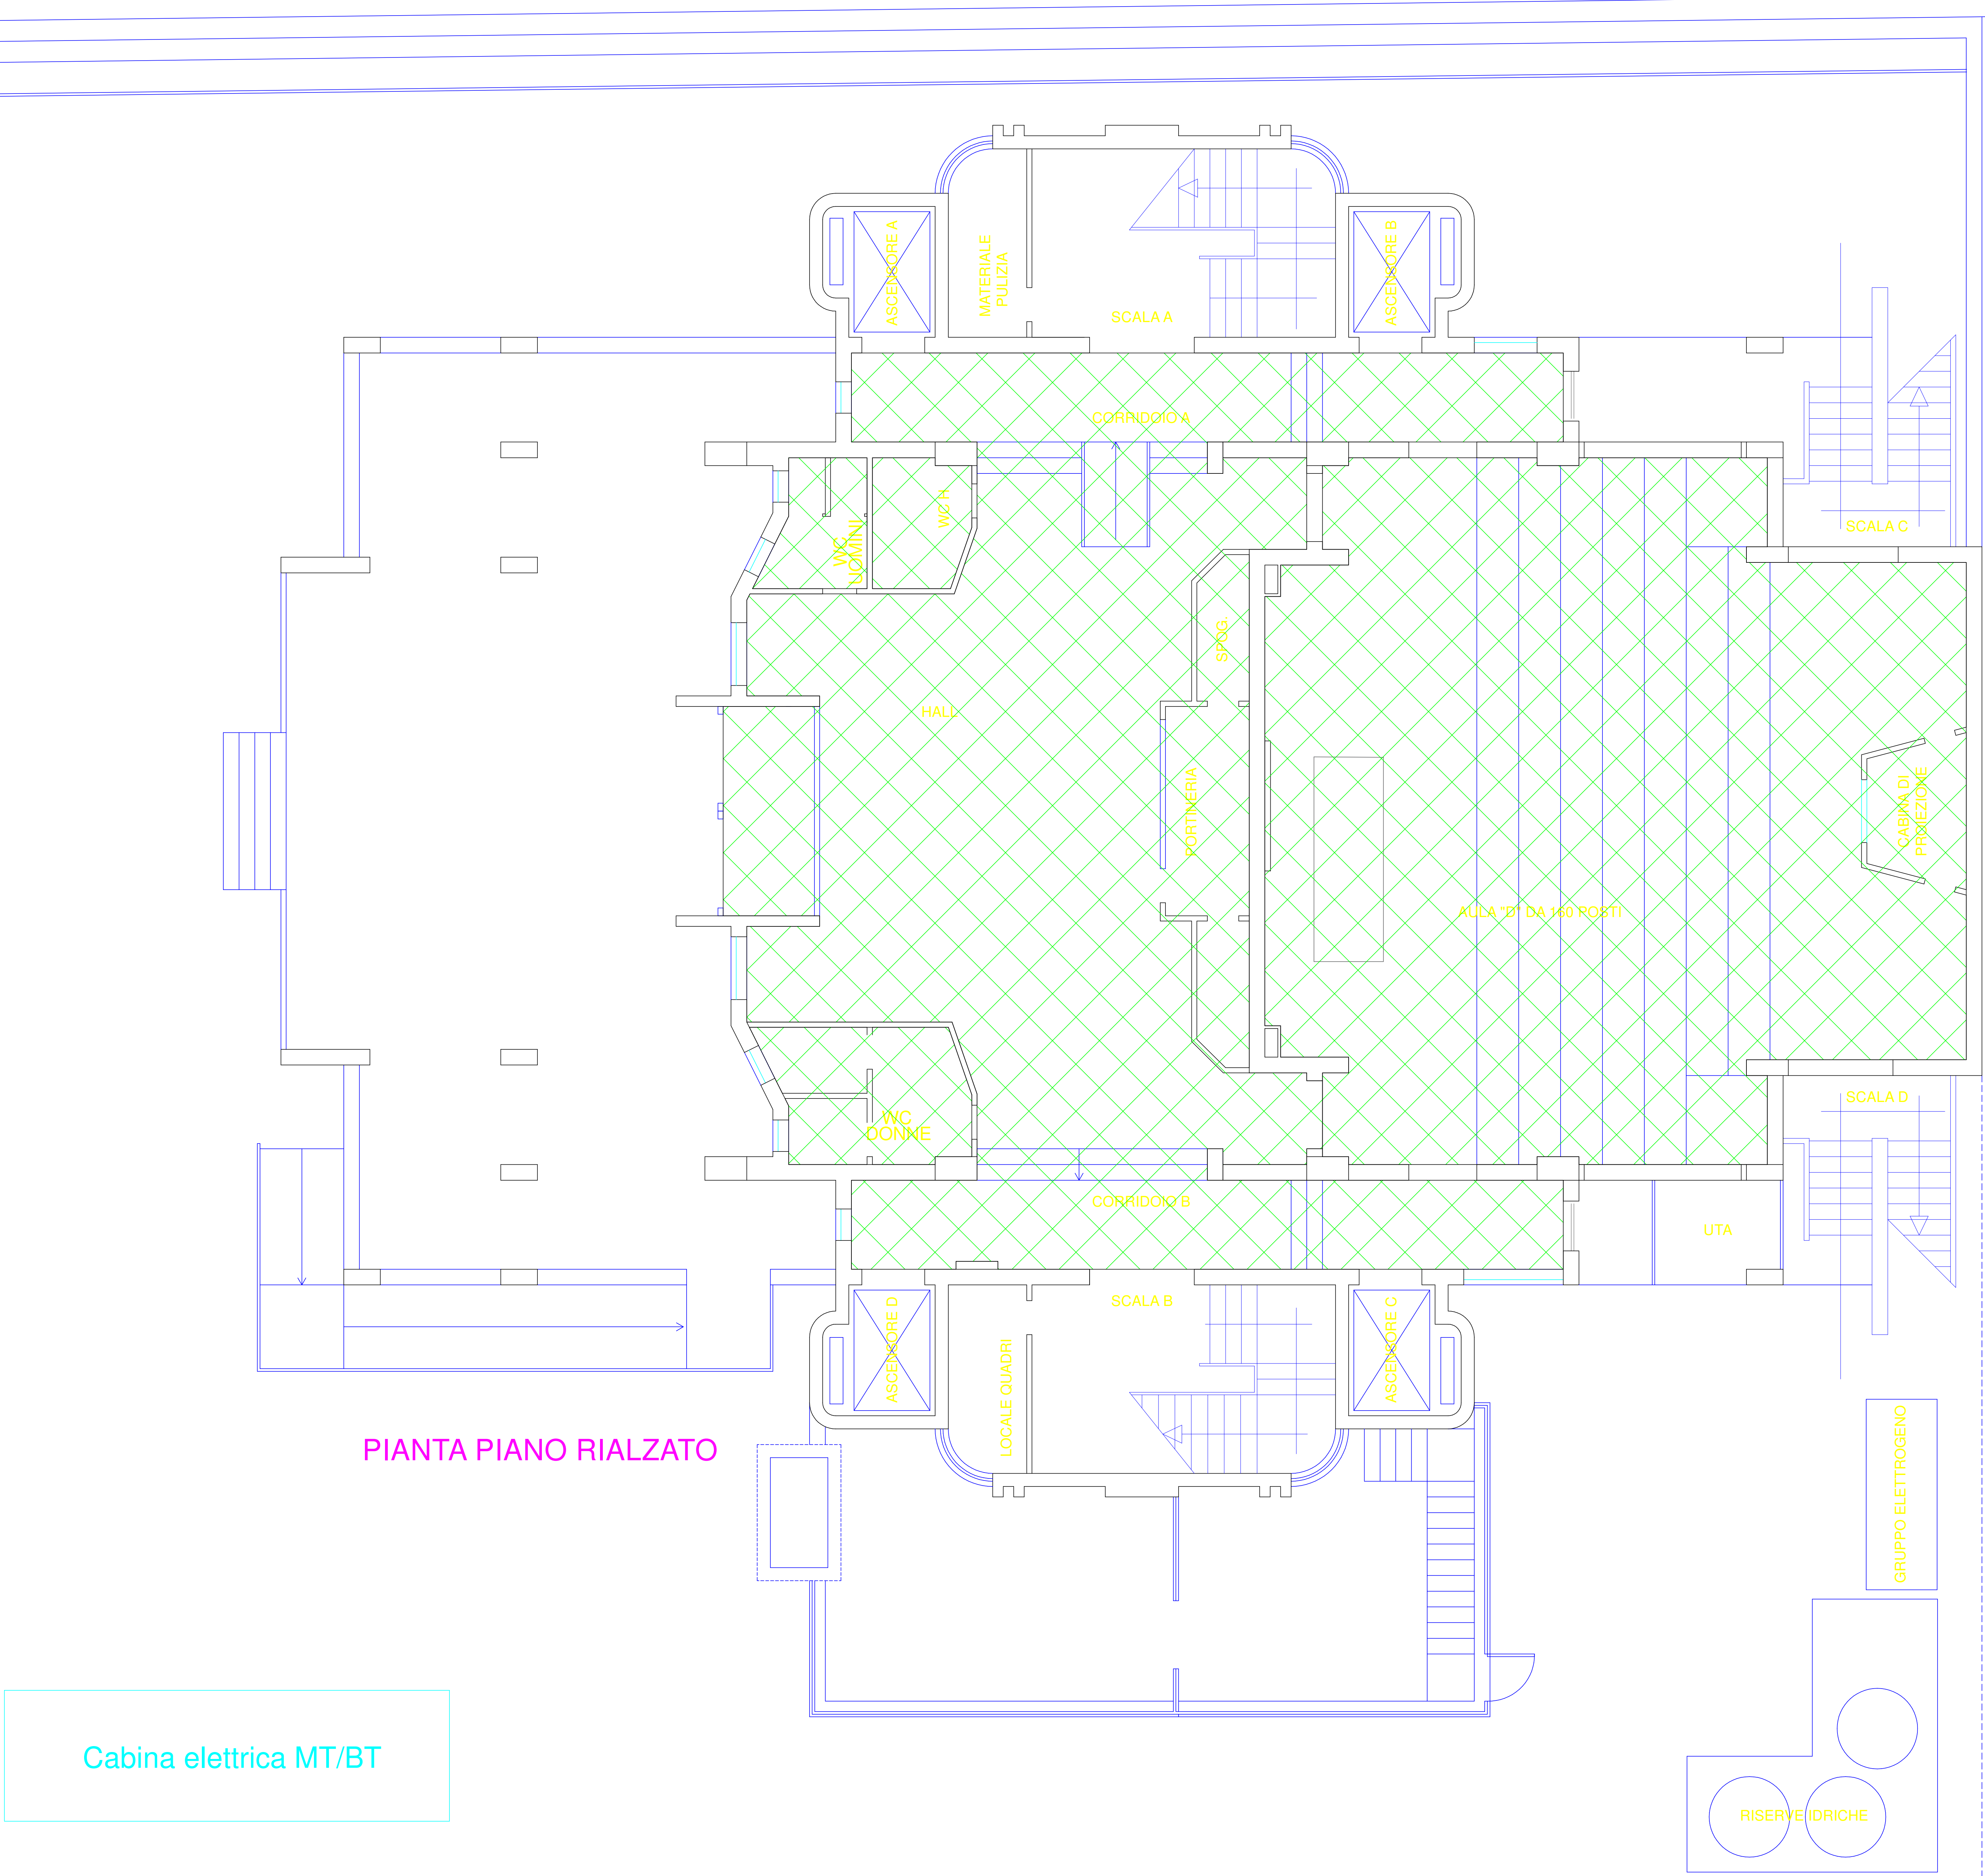 ASCENSORE A
MATERIALE
PULIZIA
SCALA A
ASCENSORE B
CORRIDOIO A
WC
UOMINI
WC H
SCALA C
SPOG.
HALL
PORTINERIA
CABINA DI
PROIEZIONE
AULA "D" DA 160 POSTI
WC
DONNE
SCALA D
CORRIDOIO B
UTA
ASCENSORE D
LOCALE QUADRI
SCALA B
ASCENSORE C
PIANTA PIANO RIALZATO
GRUPPO ELETTROGENO
Cabina elettrica MT/BT
RISERVE IDRICHE